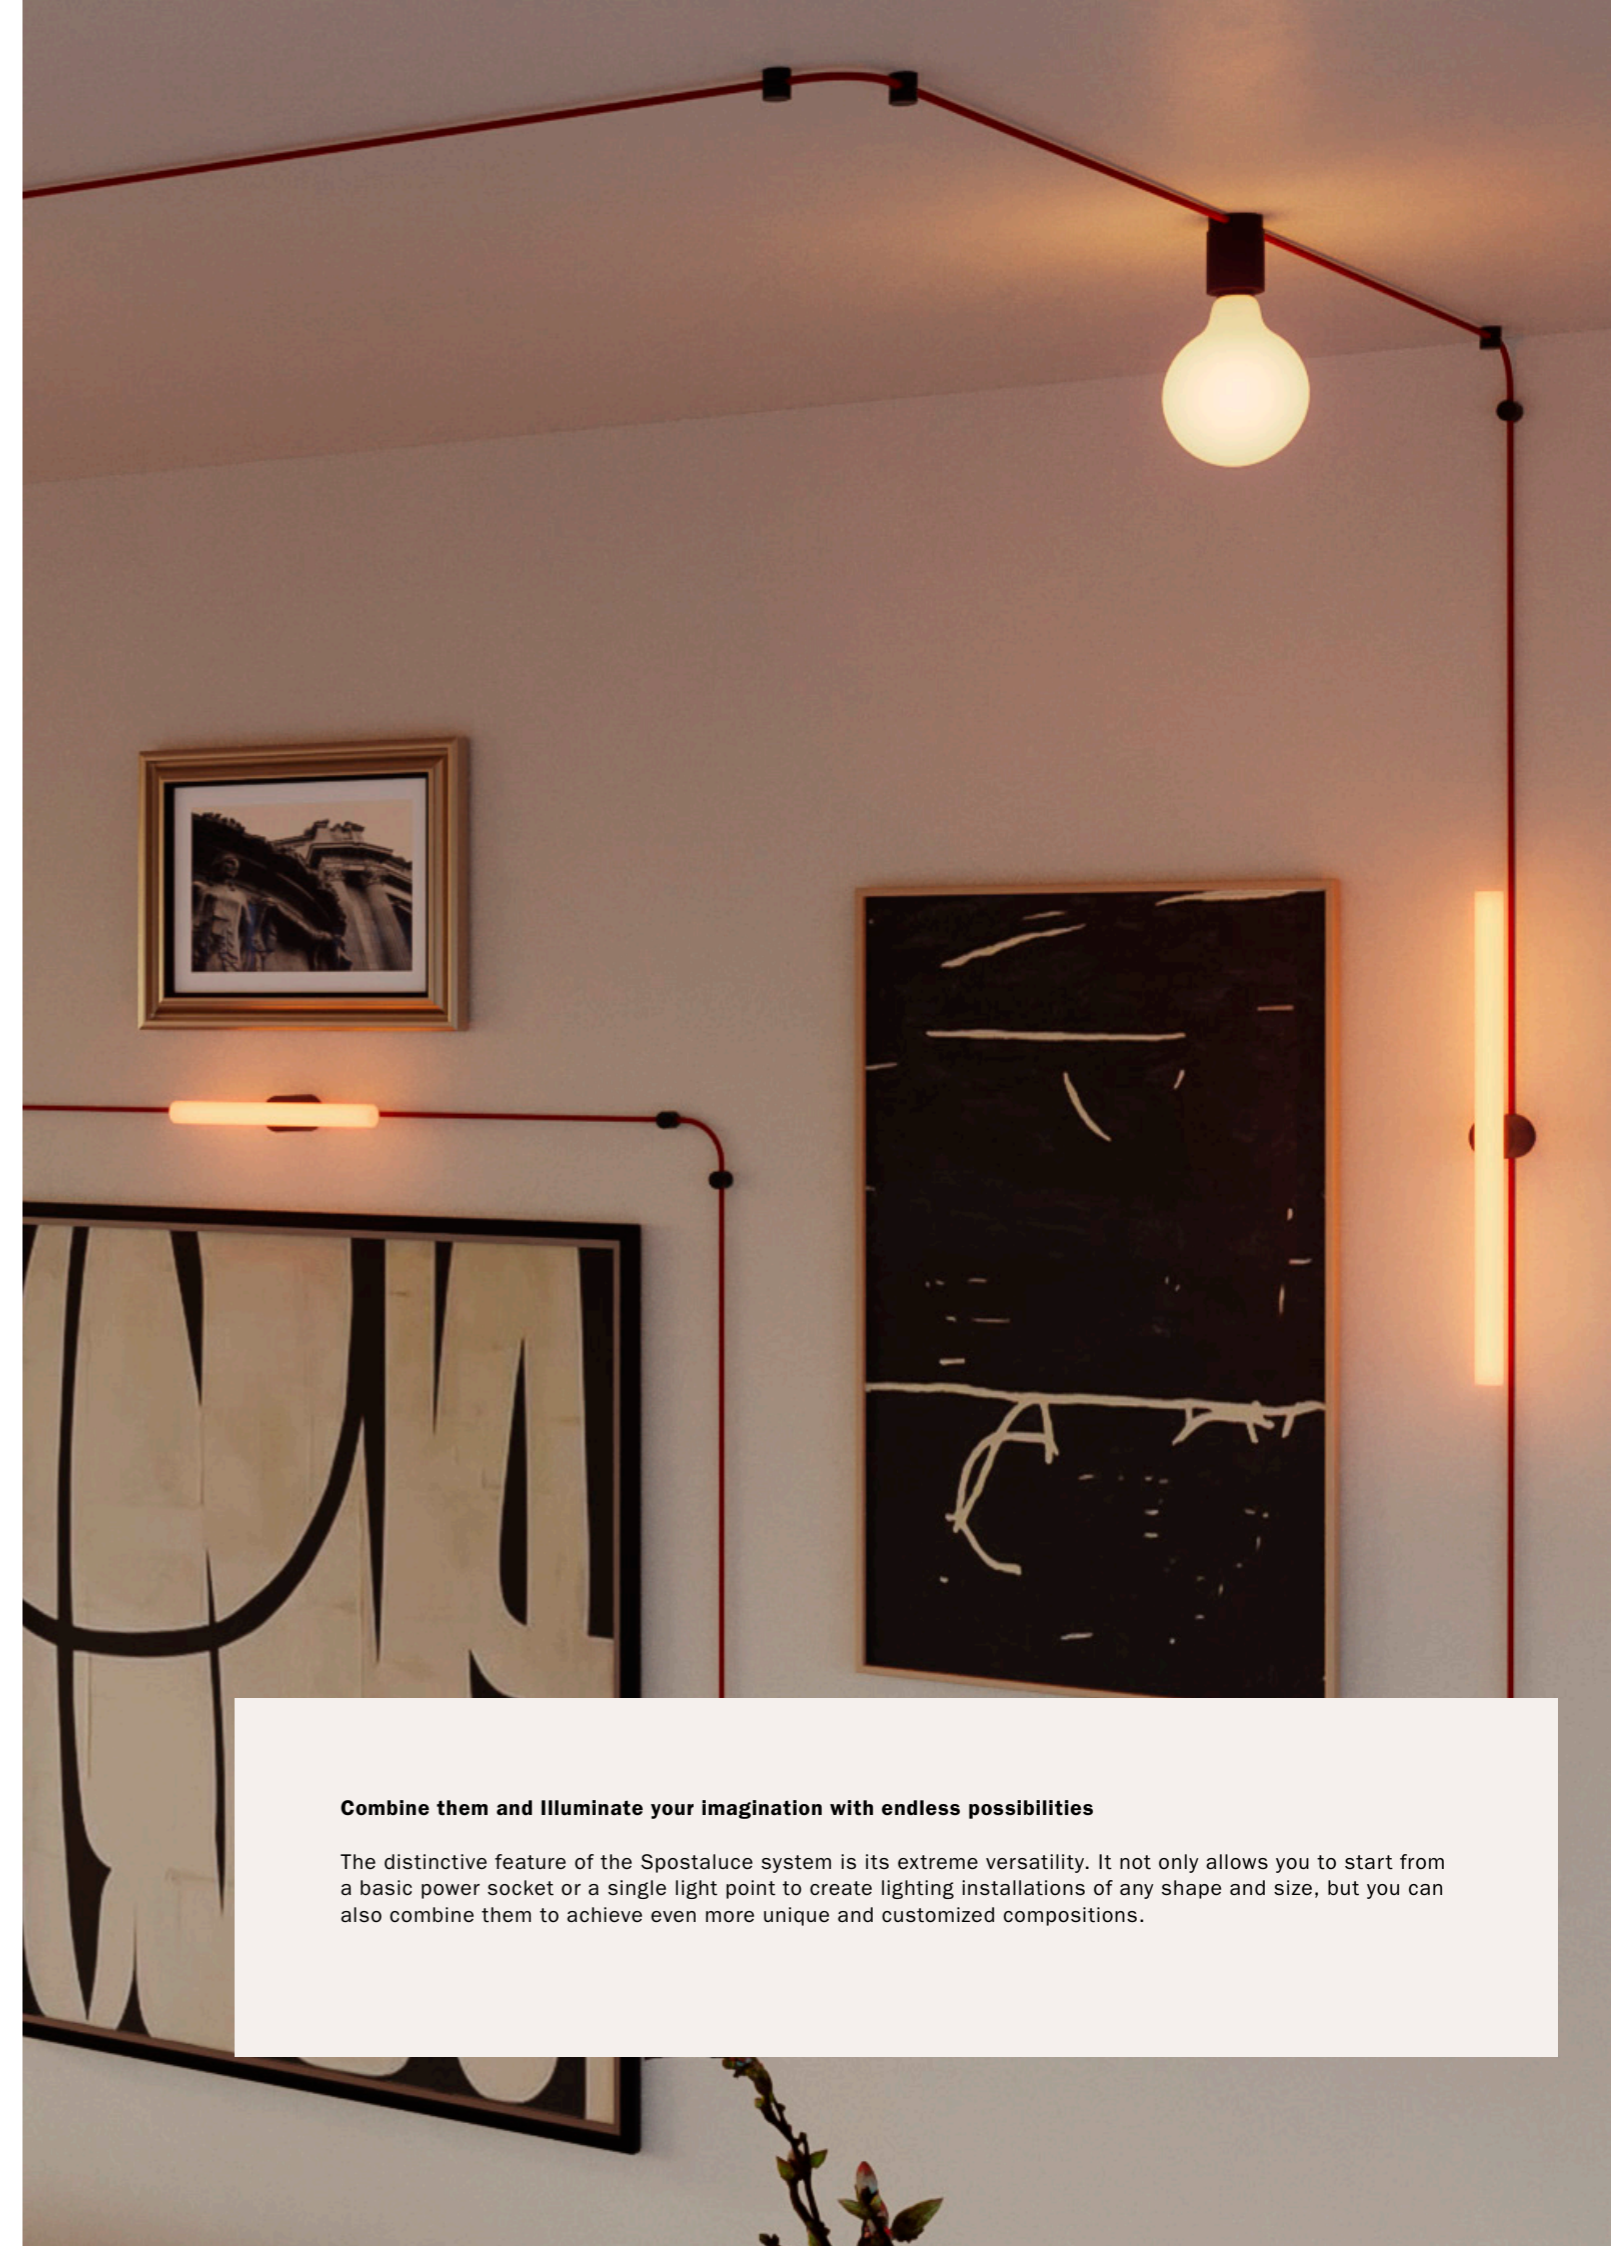 Combine them and Illuminate your imagination with endless possibilities
The distinctive feature of the Spostaluce system is its extreme versatility. It not only allows you to start from
a basic power socket or a single light point to create lighting installations of any shape and size, but you can
also combine them to achieve even more unique and customized compositions.